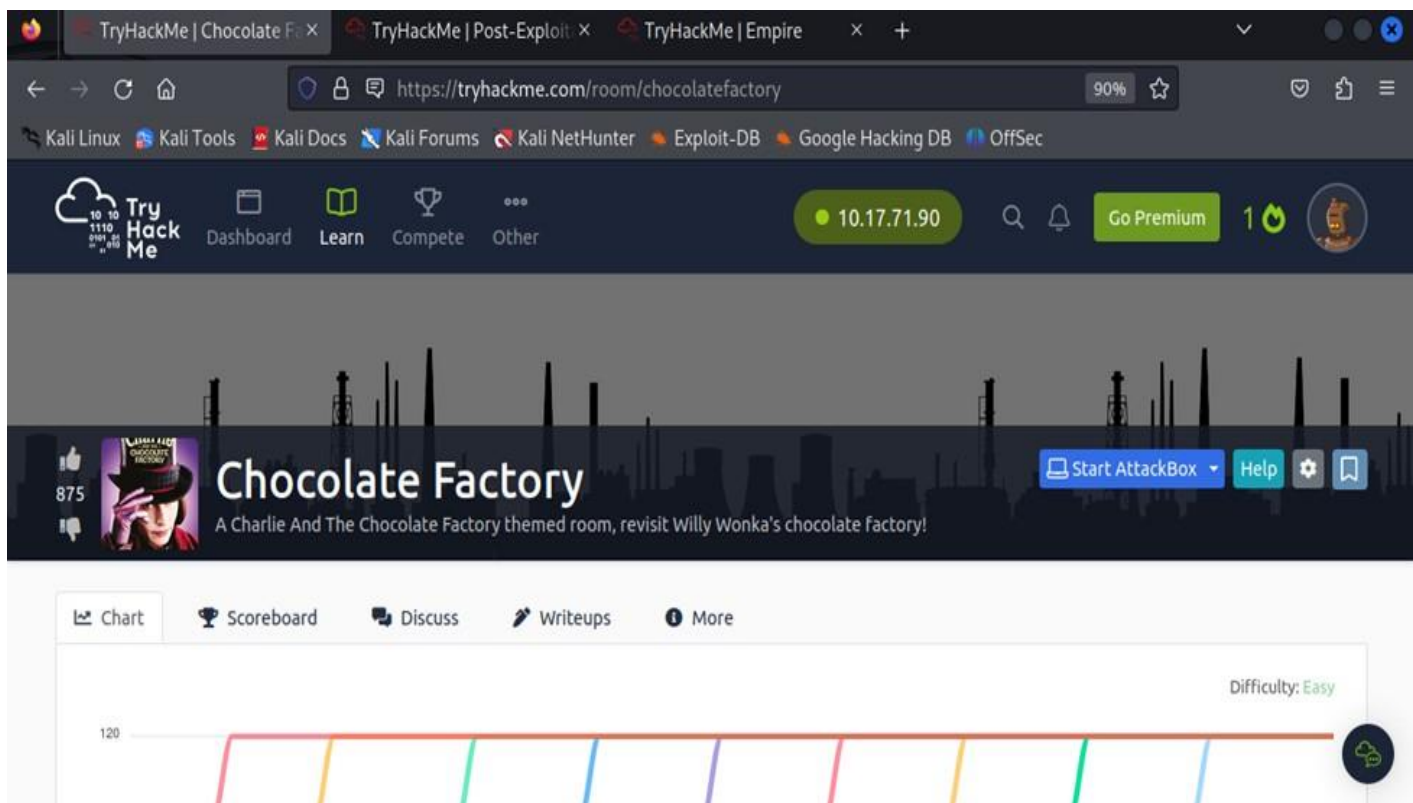 TryHackMe | Chocolate Fa
TryHackMe | Post-Exploit
TryHackMe | Empire
https://tryhackme.com/room/chocolatefactory
90%
Kali Linux Kali Tools Kali Docs Kali Forums Kali NetHunter Exploit-DB Google Hacking DB OffSec
Try
Hack
Me
Dashboard Learn Compete Other
10.17.71.90
Go Premium
1
875
Chocolate Factory
A Charlie And The Chocolate Factory themed room, revisit Willy Wonka's chocolate factory!
Start AttackBox Help
Chart Scoreboard Discuss Writeups More
Difficulty: Easy
120